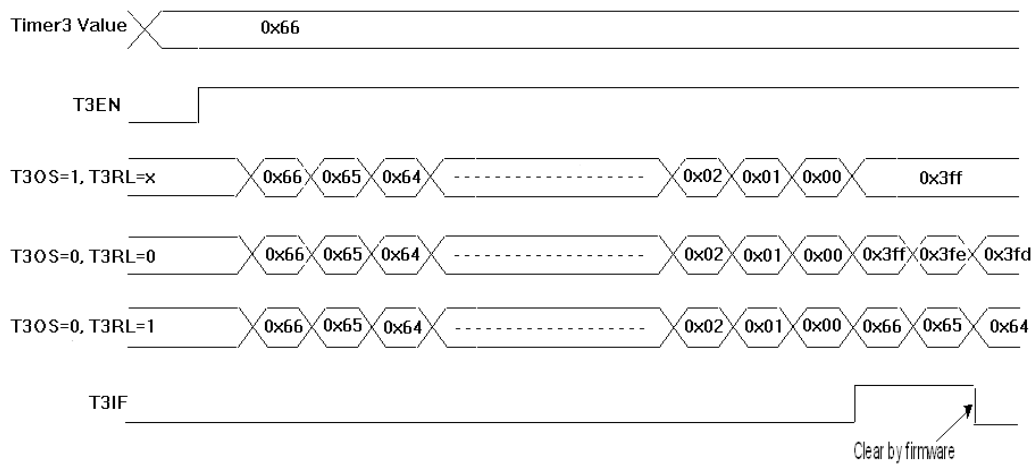 Timer3 Value 0x66
T3EN
T3OS=1, T3RL=x 0x66 0x65 0x64 0x02 0x01 0x00 0x3ff
T3OS=0, T3RL=0 0x66 0x65 0x64 0x02 0x01 0x00 0x3ff 0x3fe 0x3fd
T3OS=0, T3RL=1 0x66 0x65 0x64 0x02 0x01 0x00 0x66 0x65 0x64
T3IF
Clear by firmware